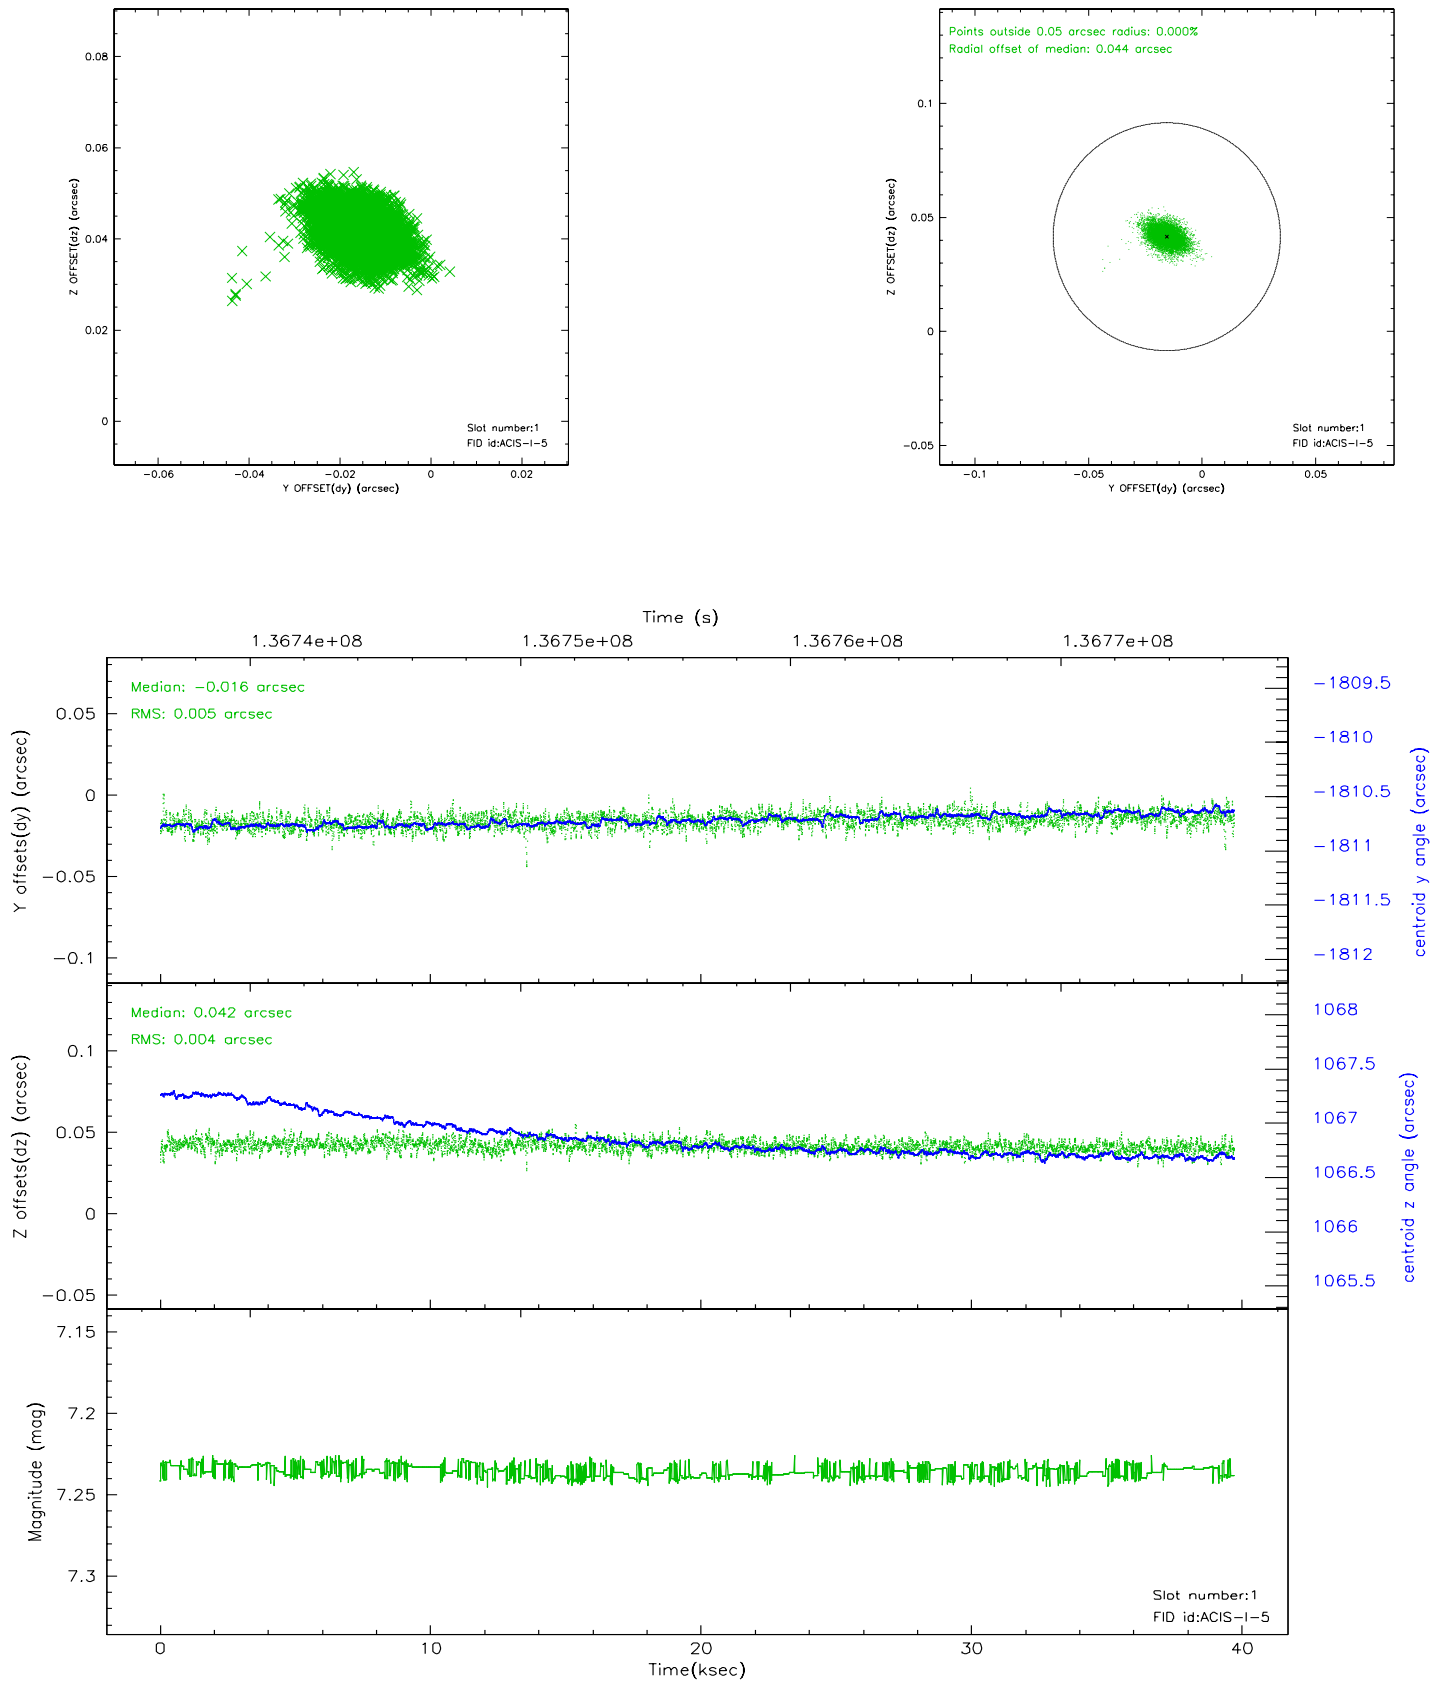 0.08
0.06
0.04
0.02
0
Z OFFSET(dz) (arcsec)
Slot number:1
FID id:ACIS-I-5
-0.06
-0.04
-0.02
0
0.02
Y OFFSET(dy) (arcsec)
Points outside 0.05 arcsec radius: 0.000%
Radial offset of median: 0.044 arcsec
0.1
0.05
0
-0.05
Z OFFSET(dz) (arcsec)
Slot number:1
FID id:ACIS-I-5
-0.1
-0.05
0
0.05
Y OFFSET(dy) (arcsec)
Time (s)
1.3674e+08
1.3675e+08
1.3676e+08
1.3677e+08
Median: -0.016 arcsec
RMS: 0.005 arcsec
0.05
0
-0.05
-0.1
Y offsets(dy) (arcsec)
-1809.5
-1810
-1810.5
-1811
-1811.5
-1812
centroid y angle (arcsec)
Median: 0.042 arcsec
RMS: 0.004 arcsec
0.1
0.05
0
-0.05
Z offsets(dz) (arcsec)
1068
1067.5
1067
1066.5
1066
1065.5
centroid z angle (arcsec)
7.15
7.2
7.25
7.3
Magnitude (mag)
Slot number:1
FID id:ACIS-I-5
0
10
20
30
40
Time(ksec)